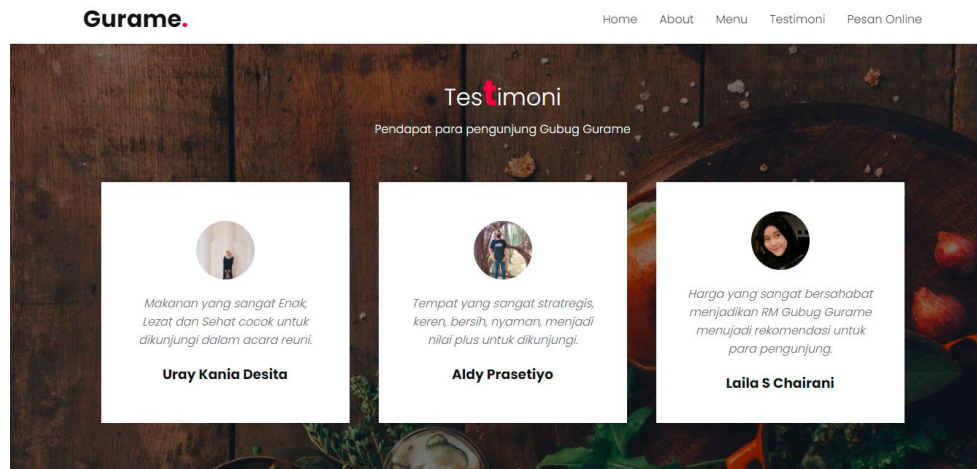 Gurame.
Home About Menu Testimoni Pesan Online
Testimoni
Pendapat para pengunjung Gubug Gurame
Makanan yang sangat Enak,
Lezat dan Sehat cocok untuk
dikunjungi dalam acara reuni.
Uray Kania Desita
Tempat yang sangat stratregis,
keren, bersih, nyaman, menjadi
nilai plus untuk dikunjungi.
Aldy Prasetiyo
Harga yang sangat bersahabat
menjadikan RM Gubug Gurame
menujadi rekomendasi untuk
para pengunjung.
Laila S Chairani